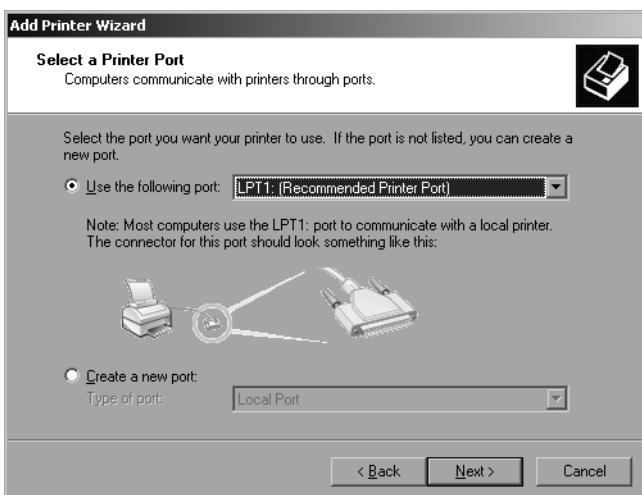 Add Printer Wizard
Select a Printer Port
Computers communicate with printers through ports.
Select the port you want your printer to use.  If the port is not listed, you can create a
new port.
Use the following port: LPT1: (Recommended Printer Port)
Note: Most computers use the LPT1: port to communicate with a local printer.
The connector for this port should look something like this:
Create a new port:
Type of port: Local Port
< Back Next > Cancel